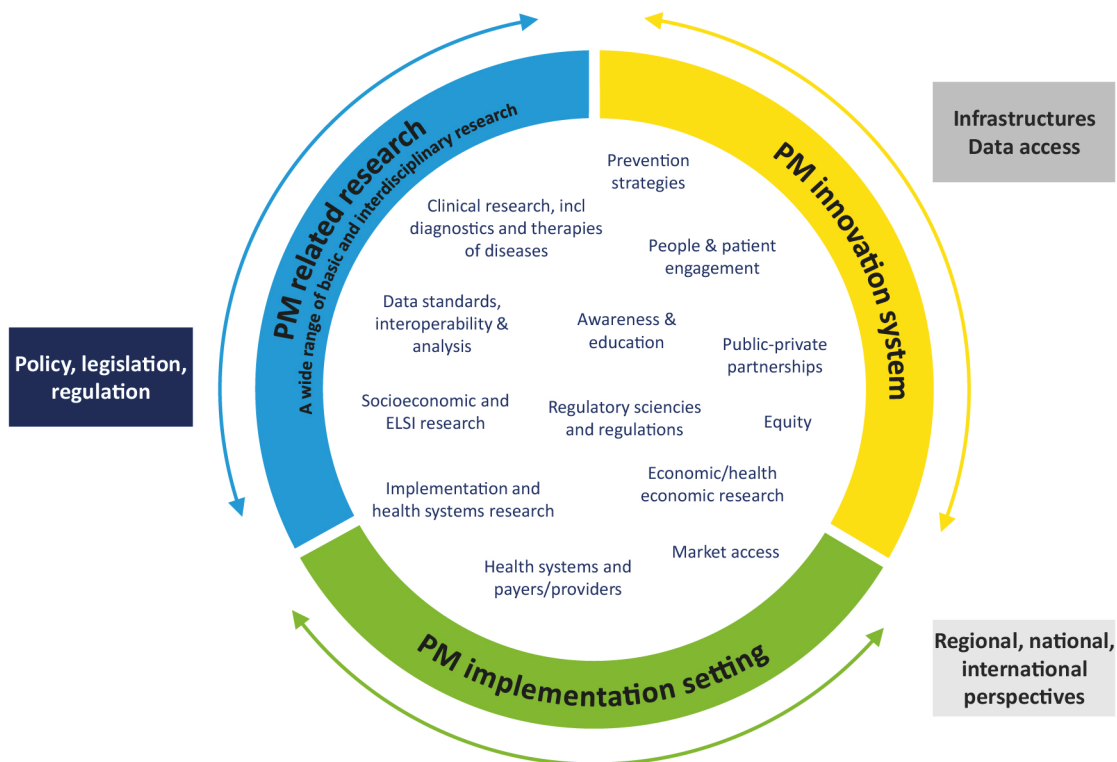 PM related research
A wide range of basic and interdisciplinary research
PM innovation system
PM implementation setting
Policy, legislation,
regulation
Infrastructures
Data access
Regional, national,
international
perspectives
Prevention
strategies
Clinical research, incl
diagnostics and therapies
of diseases
People & patient
engagement
Data standards,
interoperability &
analysis
Awareness &
education
Public-private
partnerships
Socioeconomic and
ELSI research
Regulatory sciencies
and regulations
Equity
Economic/health
economic research
Implementation and
health systems research
Market access
Health systems and
payers/providers